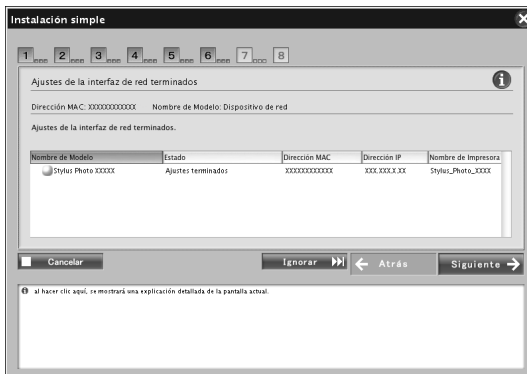 Instalación simple
1 2 3 4 5 6 7 8
Ajustes de la interfaz de red terminados
Dirección MAC: XXXXXXXXXXXX Nombre de Modelo: Dispositivo de red
Ajustes de la interfaz de red terminados.
Nombre de Modelo Estado Dirección MAC Dirección IP Nombre de Impresora
Stylus Photo XXXXX Ajustes terminados XXXXXXXXXXXX XXX.XXX.X.XX Stylus_Photo_XXXX
Cancelar Ignorar Atrás Siguiente
al hacer clic aquí, se mostrará una explicación detallada de la pantalla actual.